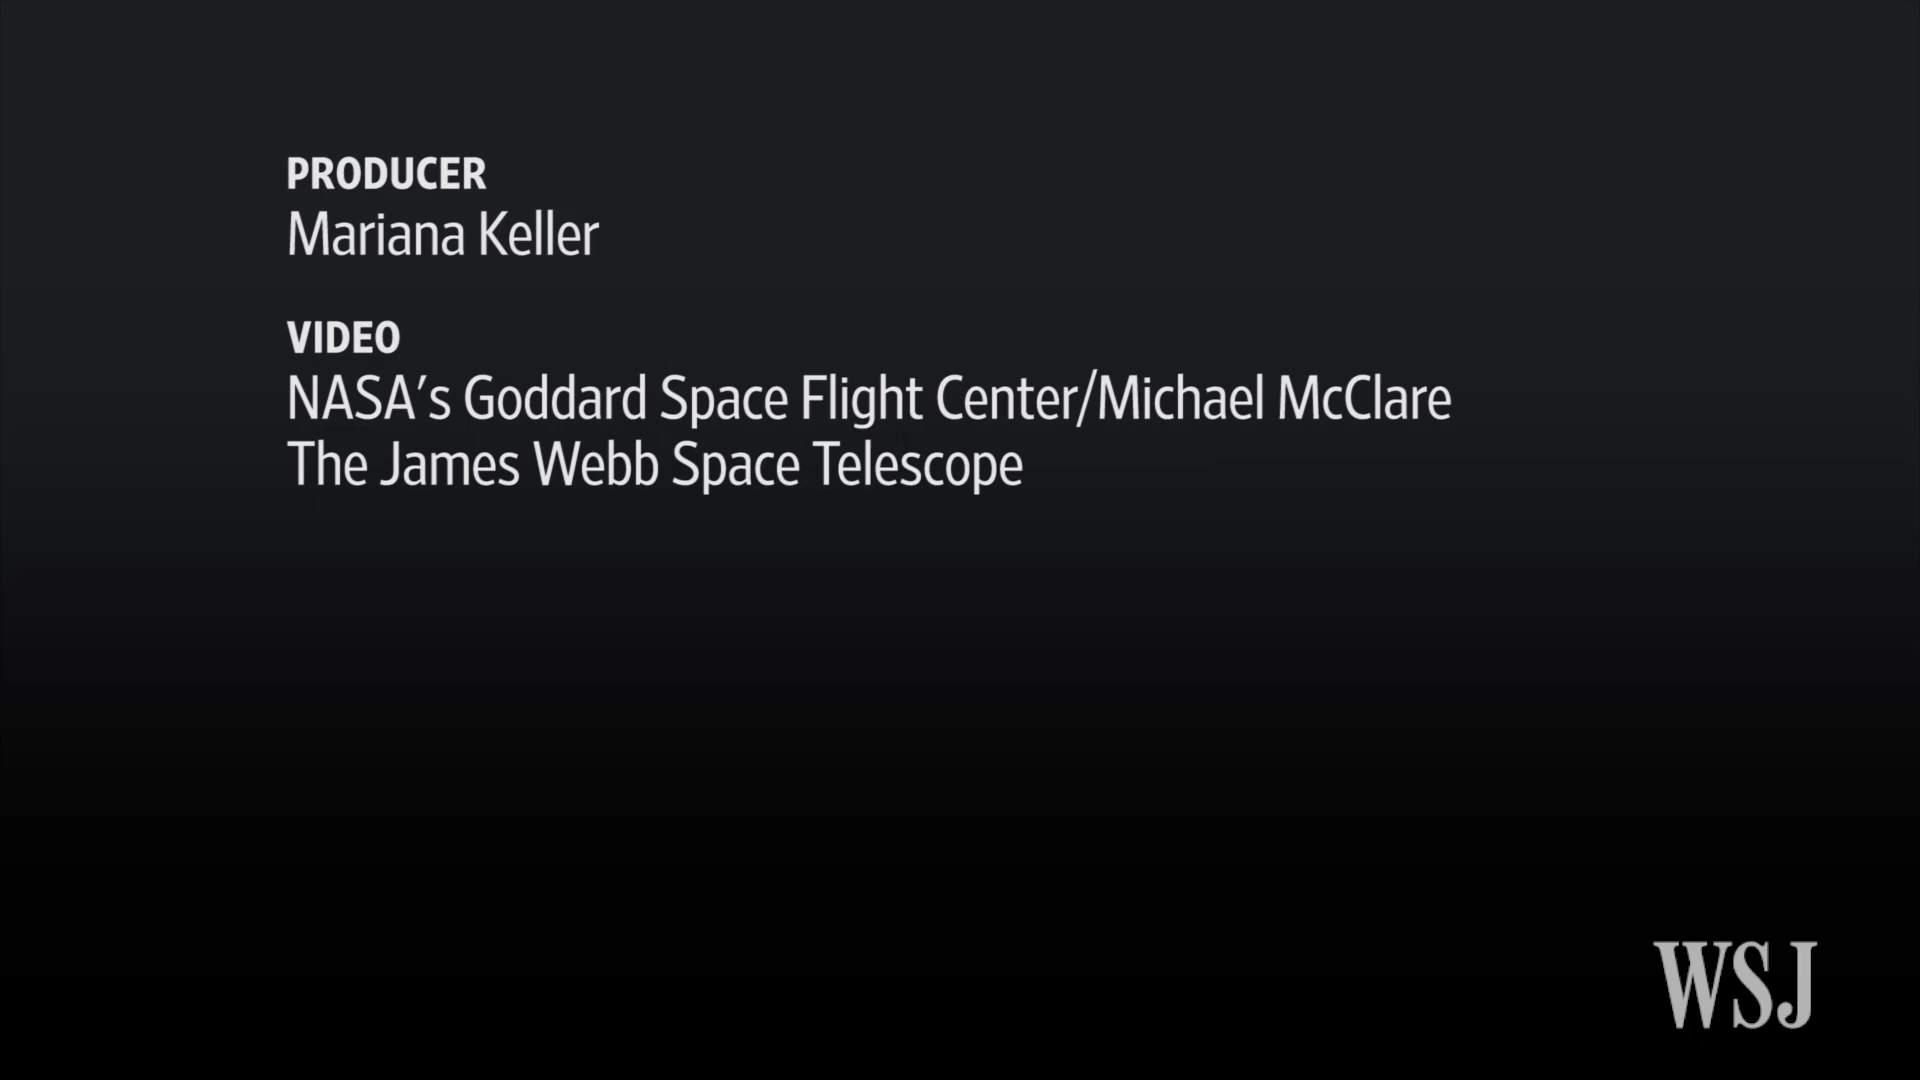 PRODUCER
Mariana Keller
VIDEO
NASA’s Goddard Space Flight Center/Michael McClare
The James Webb Space Telescope
WSJ